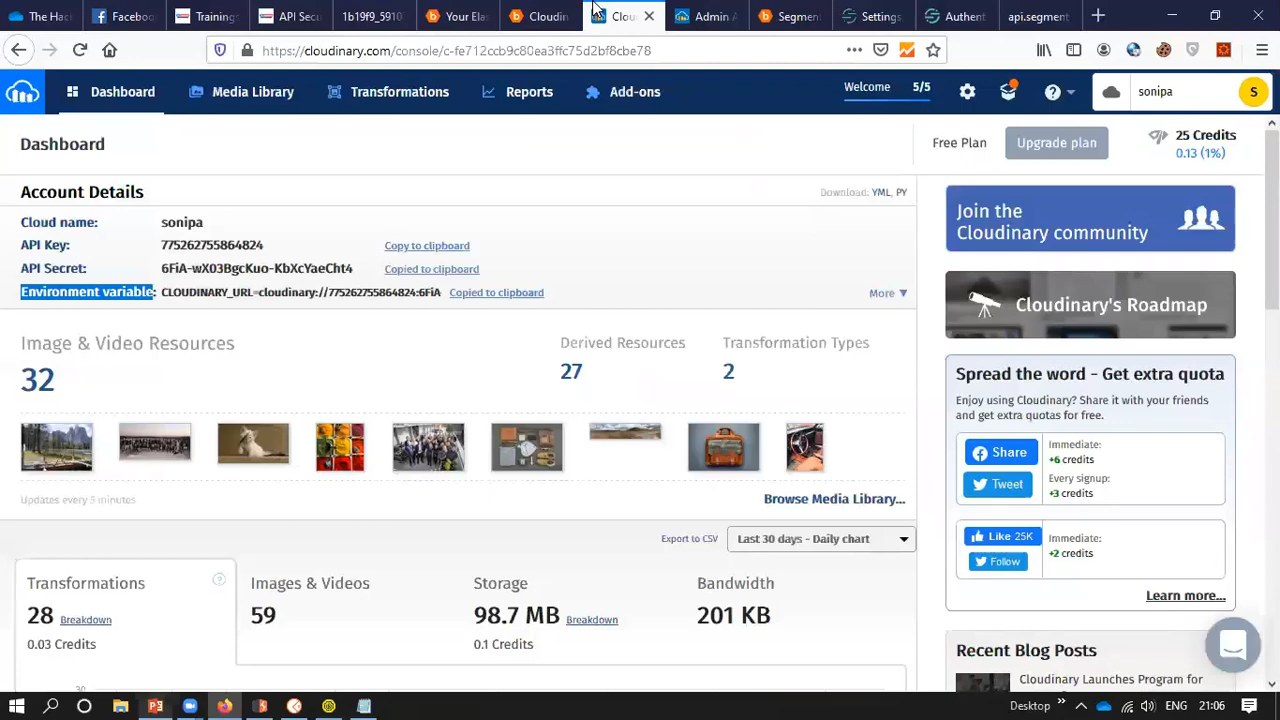 The Hack
Facebo
Training
API Secu
1b19f9_5910
Your Ela
Cloudin
Clou
Admin A
Segment
Settings
Authent
api.segment
https://cloudinary.com/console/c-fe712ccb9c80ea3ffc75d2bf8cbe78
Dashboard
Media Library
Transformations
Reports
Add-ons
Welcome 5/5
sonipa
S
Dashboard
Free Plan
Upgrade plan
25 Credits
0.13 (1%)
Account Details
Download: YML, PY
Cloud name: sonipa
API Key: 775262755864824 Copy to clipboard
API Secret: 6FiA-wX03BgcKuo-KbXcYaeCht4 Copied to clipboard
Environment variable: CLOUDINARY_URL=cloudinary://775262755864824:6FiA Copied to clipboard
More
Image & Video Resources
32
Derived Resources
27
Transformation Types
2
Updates every 5 minutes
Browse Media Library...
Export to CSV
Last 30 days - Daily chart
Transformations
28 Breakdown
0.03 Credits
Images & Videos
59
Storage
98.7 MB Breakdown
0.1 Credits
Bandwidth
201 KB
30
Join the
Cloudinary community
Cloudinary's Roadmap
Spread the word - Get extra quota
Enjoy using Cloudinary? Share it with your friends
and get extra quotas for free.
Share
Tweet
Immediate:
+6 credits
Every signup:
+3 credits
Like 25K
Follow
Immediate:
+2 credits
Learn more...
Recent Blog Posts
Cloudinary Launches Program for
Desktop
ENG
21:06